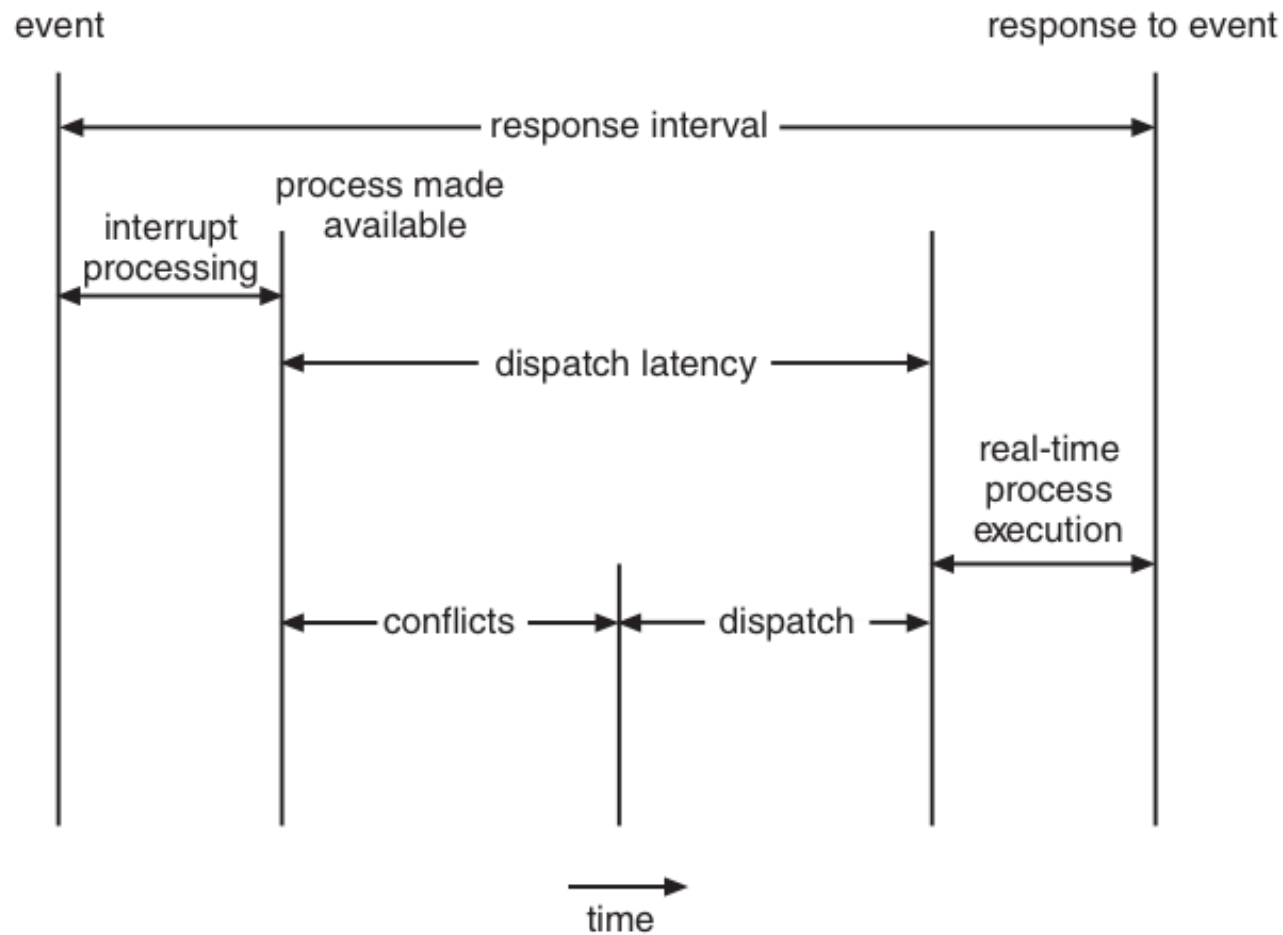 event
response to event
response interval
process made
available
interrupt
processing
dispatch latency
real-time
process
execution
conflicts
dispatch
time